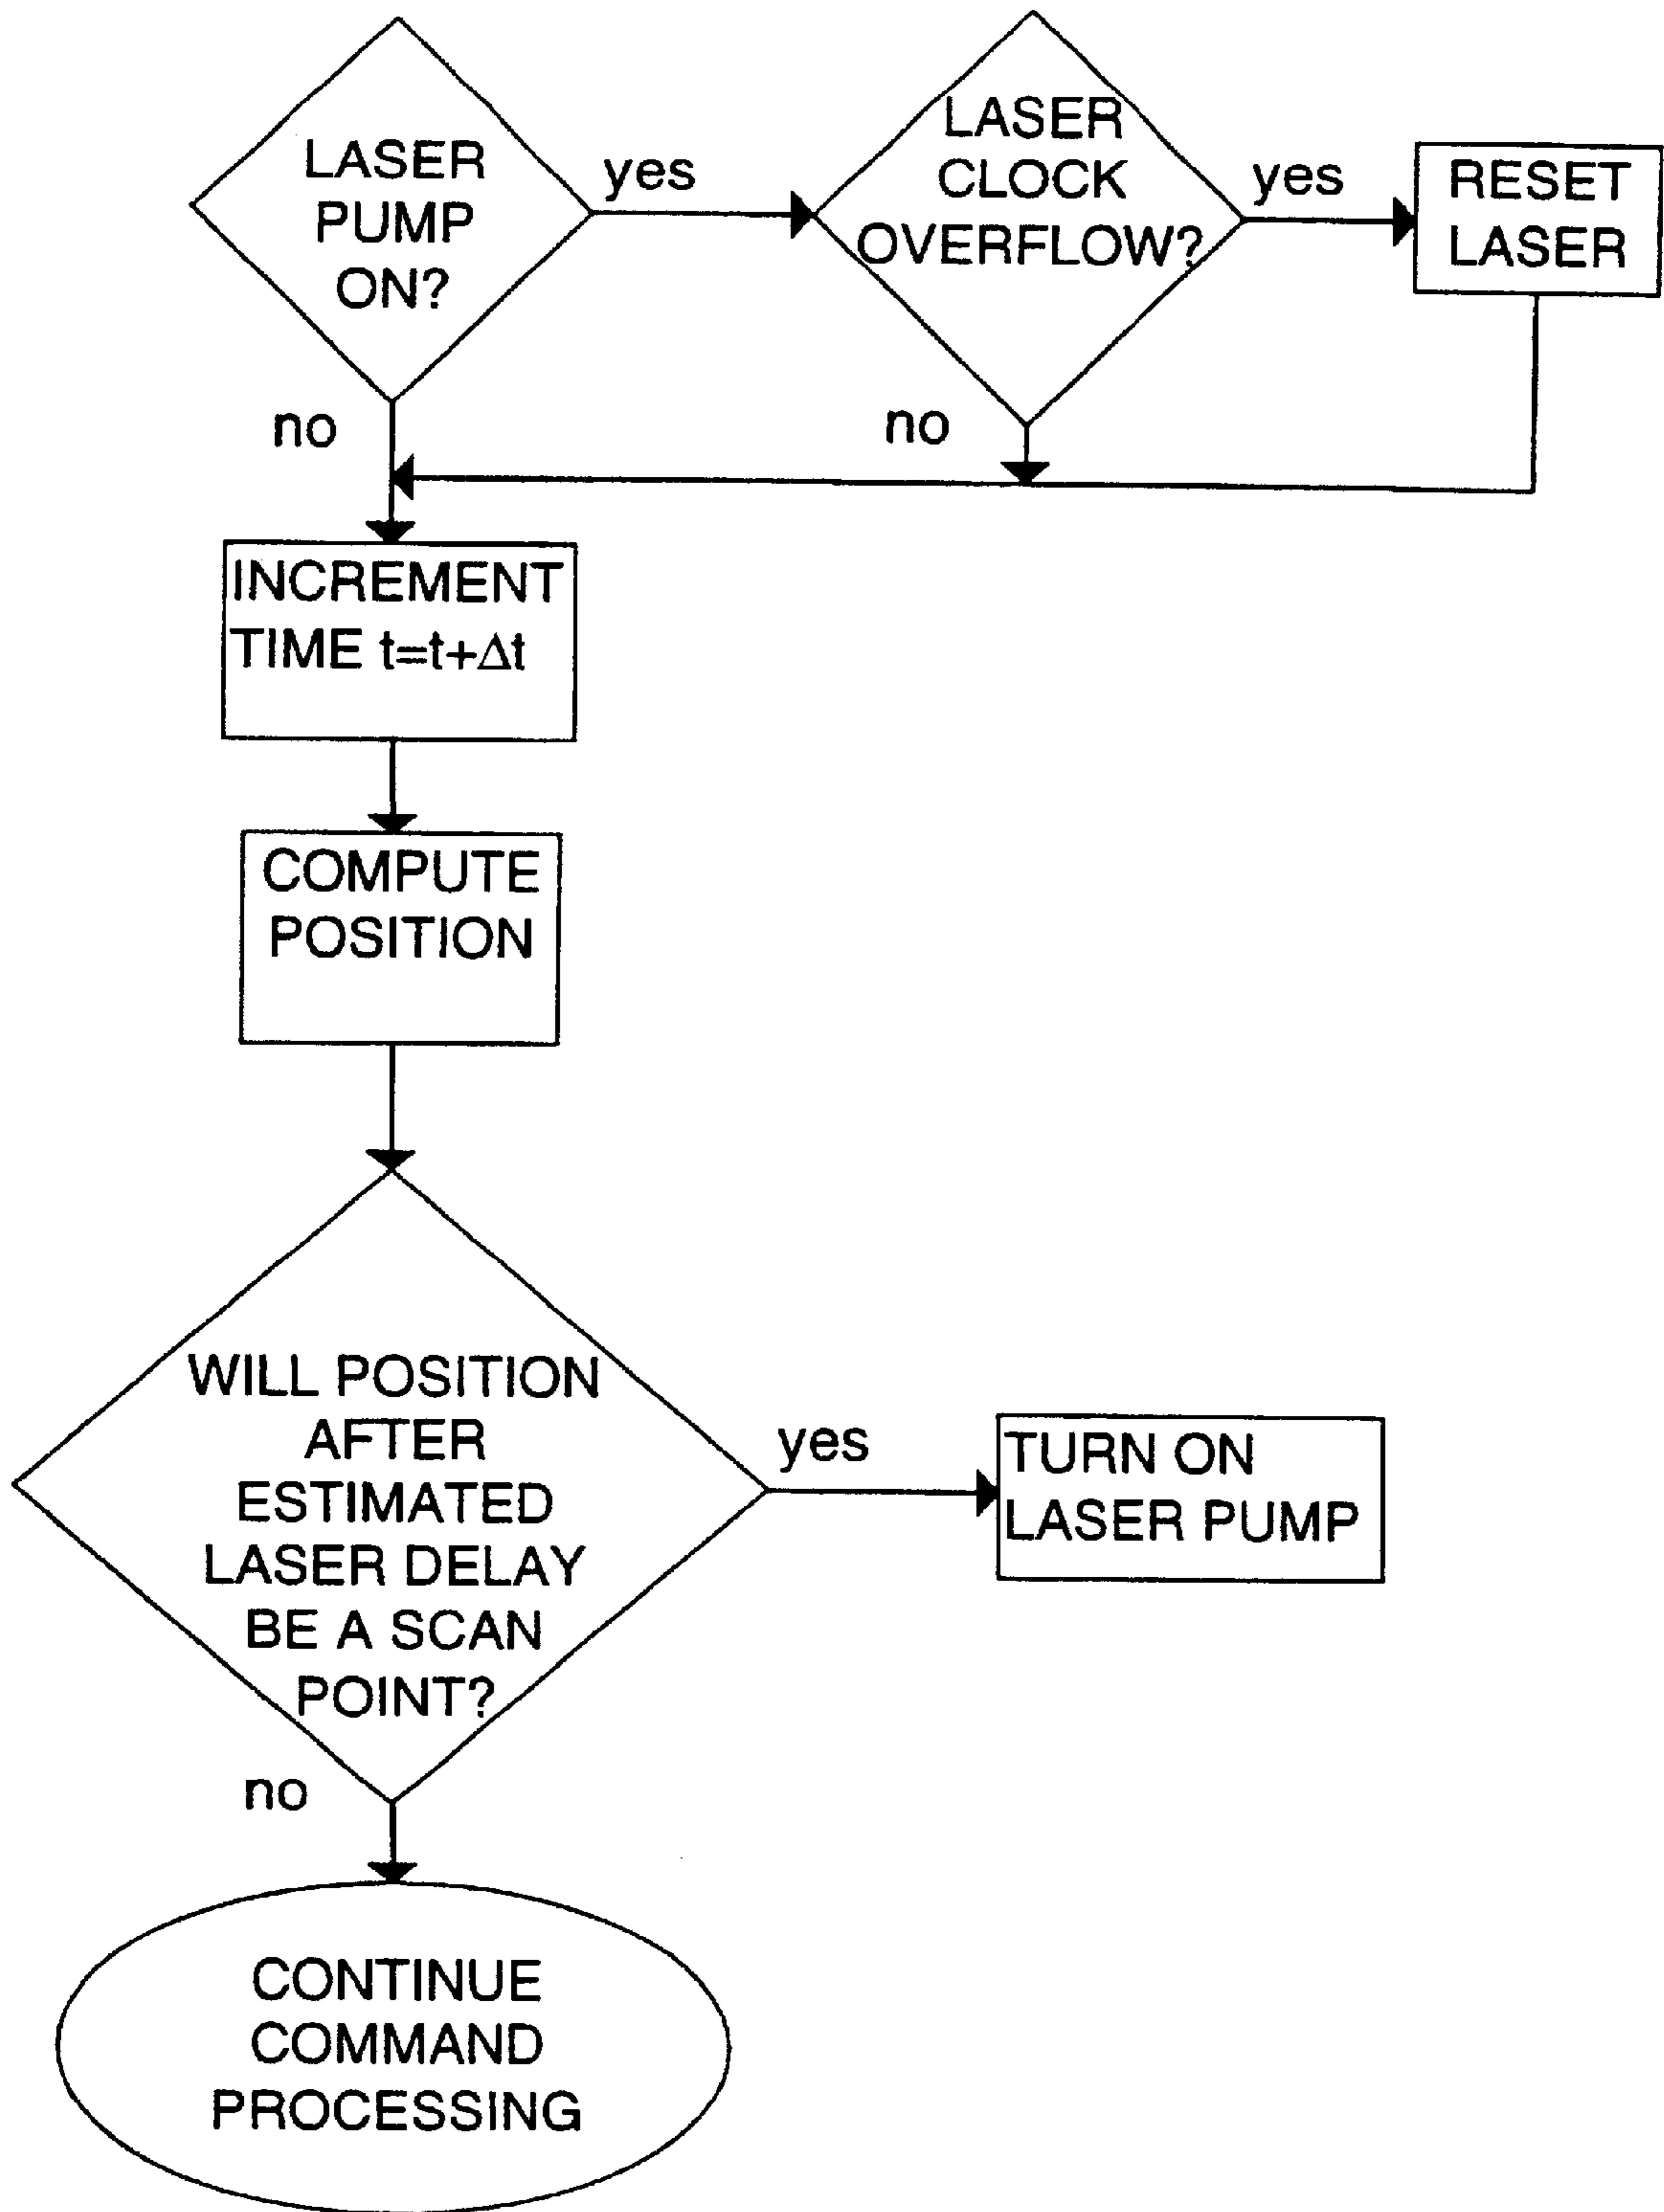 LASER
PUMP
ON?
yes
LASER
CLOCK
OVERFLOW?
yes
RESET
LASER
no
no
INCREMENT
TIME t=t+Δt
COMPUTE
POSITION
WILL POSITION
AFTER
ESTIMATED
LASER DELAY
BE A SCAN
POINT?
yes
TURN ON
LASER PUMP
no
CONTINUE
COMMAND
PROCESSING